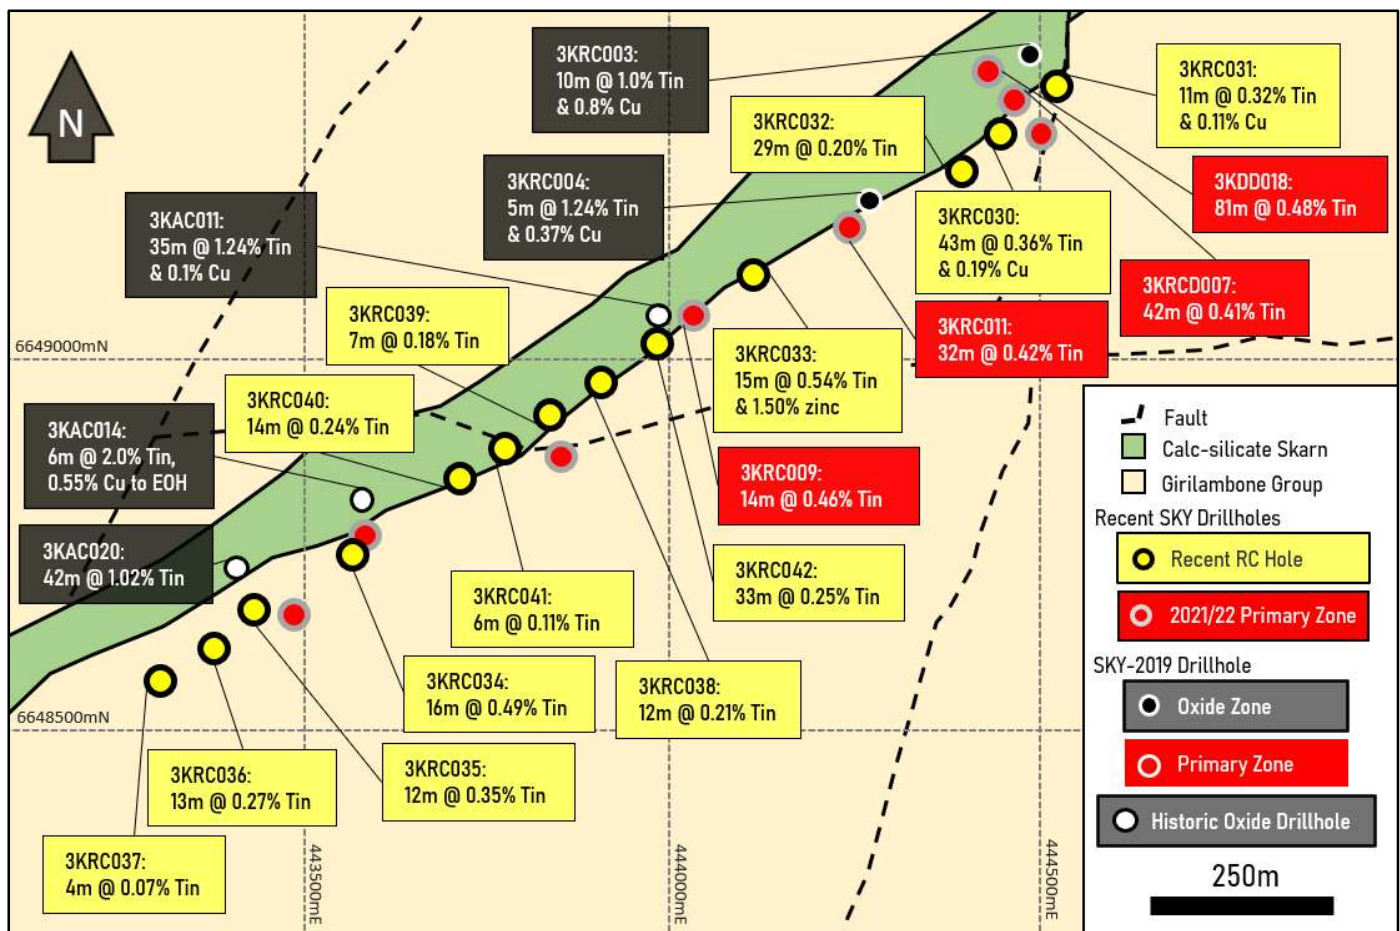 N
3KRC003:
10m @ 1.0% Tin
& 0.8% Cu
3KRC031:
11m @ 0.32% Tin
& 0.11% Cu
3KRC032:
29m @ 0.20% Tin
3KRC004:
5m @ 1.24% Tin
& 0.37% Cu
3KDD018:
81m @ 0.48% Tin
3KAC011:
35m @ 1.24% Tin
& 0.1% Cu
3KRC030:
43m @ 0.36% Tin
& 0.19% Cu
3KRCD007:
42m @ 0.41% Tin
3KRC039:
7m @ 0.18% Tin
3KRC011:
32m @ 0.42% Tin
6649000mN
3KRC033:
15m @ 0.54% Tin
& 1.50% zinc
3KRC040:
14m @ 0.24% Tin
3KAC014:
6m @ 2.0% Tin,
0.55% Cu to EOH
3KRC009:
14m @ 0.46% Tin
3KAC020:
42m @ 1.02% Tin
3KRC042:
33m @ 0.25% Tin
3KRC041:
6m @ 0.11% Tin
3KRC034:
16m @ 0.49% Tin
3KRC038:
12m @ 0.21% Tin
6648500mN
3KRC036:
13m @ 0.27% Tin
3KRC035:
12m @ 0.35% Tin
3KRC037:
4m @ 0.07% Tin
443500mE
444000mE
444500mE
Fault
Calc-silicate Skarn
Girilambone Group
Recent SKY Drillholes
Recent RC Hole
2021/22 Primary Zone
SKY-2019 Drillhole
Oxide Zone
Primary Zone
Historic Oxide Drillhole
250m